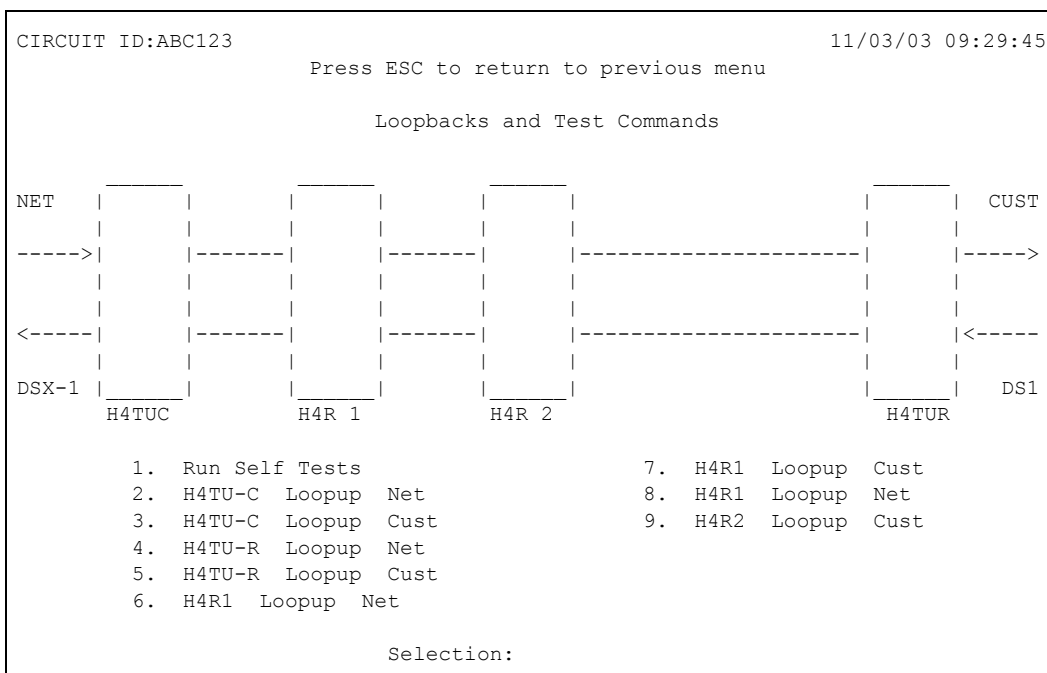 CIRCUIT ID:ABC123 11/03/03 09:29:45
Press ESC to return to previous menu
Loopbacks and Test Commands
NET CUST
DSX-1 DS1
H4TUC H4R 1 H4R 2 H4TUR
1. Run Self Tests 7. H4R1 Loopup Cust
2. H4TU-C Loopup Net 8. H4R1 Loopup Net
3. H4TU-C Loopup Cust 9. H4R2 Loopup Cust
4. H4TU-R Loopup Net
5. H4TU-R Loopup Cust
6. H4R1 Loopup Net
Selection: